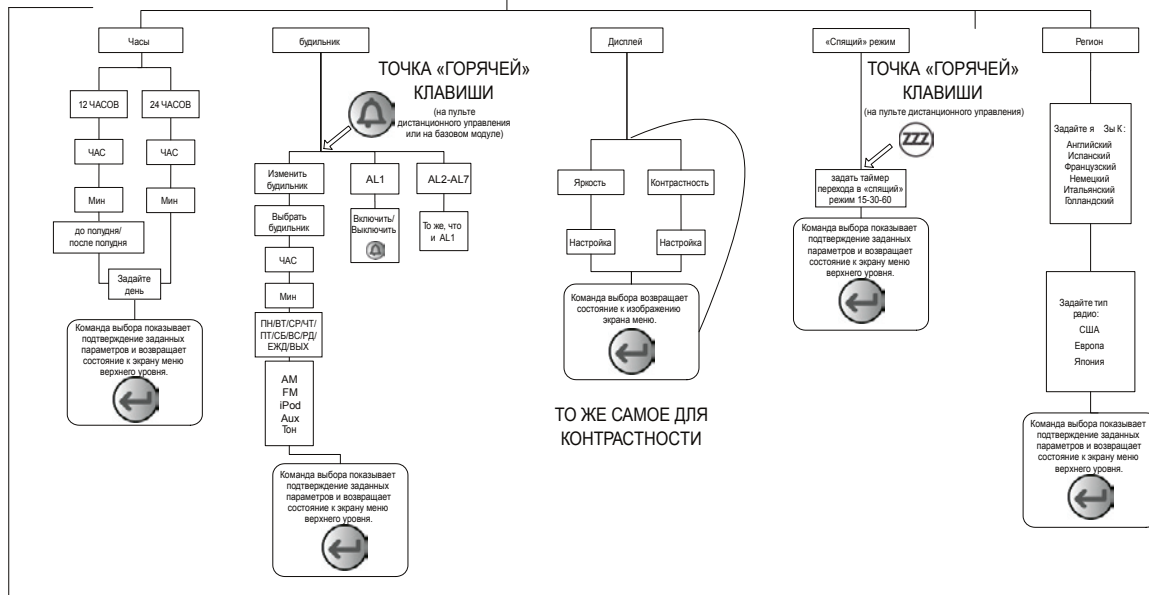 Часы
12 ЧАСОВ
24 ЧАСОВ
ЧАС
ЧАС
Мин
Мин
до полудня/
после полудня
Задайте
день
Команда выбора показывает
подтверждение заданных
параметров и возвращает
состояние к экрану меню
верхнего уровня.
будильник
ТОЧКА «ГОРЯЧЕЙ»
КЛАВИШИ
(на пульте
дистанционного управления
или на базовом модуле)
Изменить
будильник
AL1
AL2-AL7
Выбрать
будильник
Включить/
Выключить
То же, что
и AL1
ЧАС
Мин
ПН/ВТ/СР/ЧТ/
ПТ/СБ/ВС/РД/
ЕЖД/ВЫХ
AM
FM
iPod
Aux
Тон
Команда выбора показывает
подтверждение заданных
параметров и возвращает
состояние к экрану меню
верхнего уровня.
Дисплей
Яркость
Контрастность
Настройка
Настройка
Команда выбора возвращает
состояние к изображению
экрана меню.
ТО ЖЕ САМОЕ ДЛЯ
КОНТРАСТНОСТИ
«Спящий» режим
ТОЧКА «ГОРЯЧЕЙ»
КЛАВИШИ
(на пульте дистанционного управления)
ZZZ
задать таймер
перехода в «спящий»
режим 15-30-60
Команда выбора показывает
подтверждение заданных
параметров и возвращает
состояние к экрану меню
верхнего уровня.
Регион
Задайте я Зы К:
Английский
Испанский
Французский
Немецкий
Итальянский
Голландский
Задайте тип
радио:
США
Европа
Япония
Команда выбора показывает
подтверждение заданных
параметров и возвращает
состояние к экрану меню
верхнего уровня.